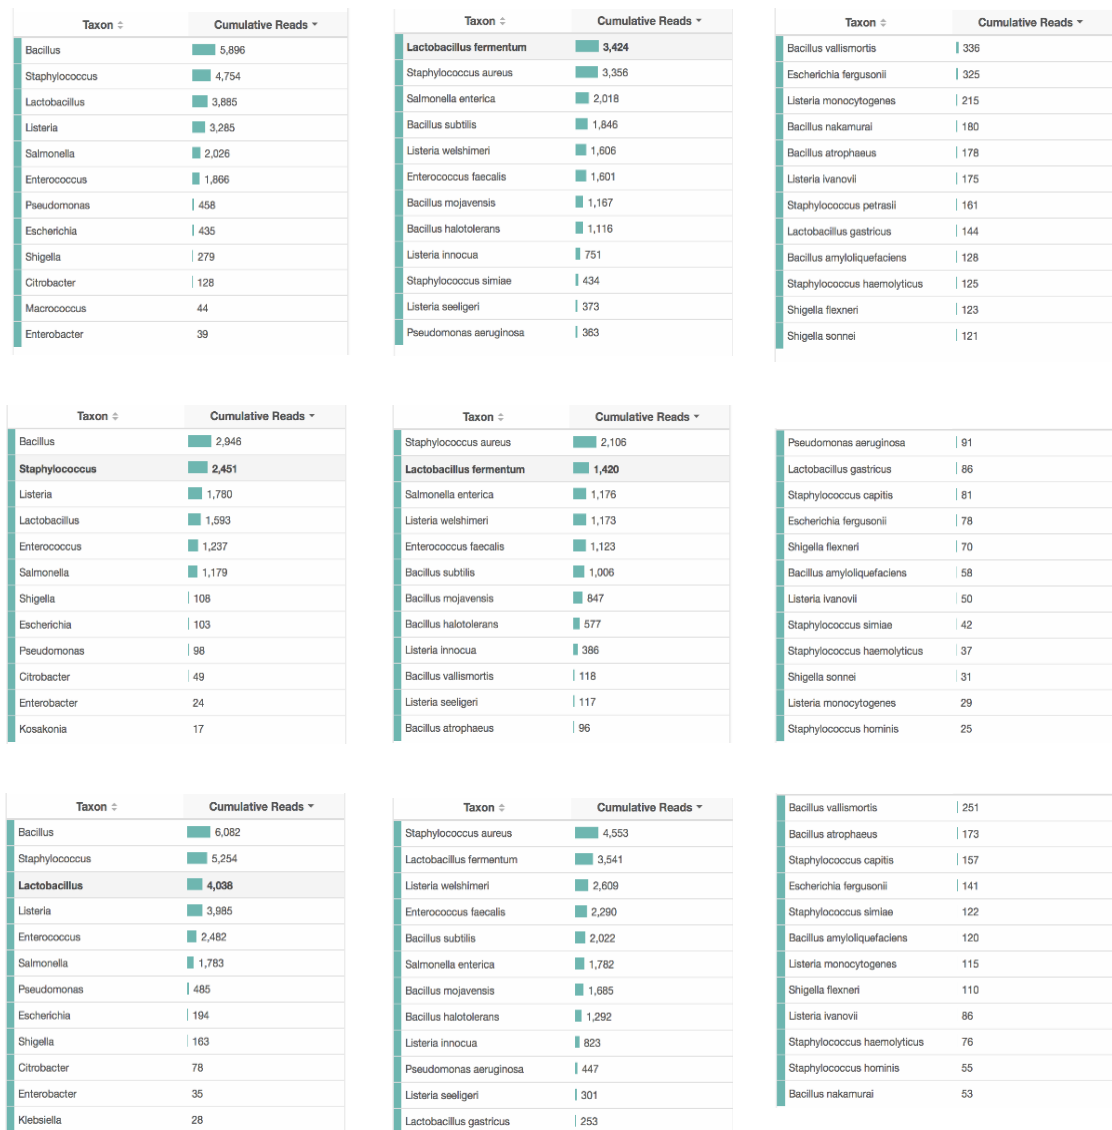 Taxon Cumulative Reads
Bacillus 5,896
Staphylococcus 4,754
Lactobacillus 3,885
Listeria 3,285
Salmonella 2,026
Enterococcus 1,866
Pseudomonas 458
Escherichia 435
Shigella 279
Citrobacter 128
Macrococcus 44
Enterobacter 39
Taxon Cumulative Reads
Lactobacillus fermentum 3,424
Staphylococcus aureus 3,356
Salmonella enterica 2,018
Bacillus subtilis 1,846
Listeria welshimeri 1,606
Enterococcus faecalis 1,601
Bacillus mojavensis 1,167
Bacillus halotolerans 1,116
Listeria innocua 751
Staphylococcus simiae 434
Listeria seeligeri 373
Pseudomonas aeruginosa 363
Taxon Cumulative Reads
Bacillus vallismortis 336
Escherichia fergusonii 325
Listeria monocytogenes 215
Bacillus nakamurai 180
Bacillus atrophaeus 178
Listeria ivanovii 175
Staphylococcus petrasii 161
Lactobacillus gastricus 144
Bacillus amyloliquefaciens 128
Staphylococcus haemolyticus 125
Shigella flexneri 123
Shigella sonnei 121
Taxon Cumulative Reads
Bacillus 2,946
Staphylococcus 2,451
Listeria 1,780
Lactobacillus 1,593
Enterococcus 1,237
Salmonella 1,179
Shigella 108
Escherichia 103
Pseudomonas 98
Citrobacter 49
Enterobacter 24
Kosakonia 17
Taxon Cumulative Reads
Staphylococcus aureus 2,106
Lactobacillus fermentum 1,420
Salmonella enterica 1,176
Listeria welshimeri 1,173
Enterococcus faecalis 1,123
Bacillus subtilis 1,006
Bacillus mojavensis 847
Bacillus halotolerans 577
Listeria innocua 386
Bacillus vallismortis 118
Listeria seeligeri 117
Bacillus atrophaeus 96
Pseudomonas aeruginosa 91
Lactobacillus gastricus 86
Staphylococcus capitis 81
Escherichia fergusonii 78
Shigella flexneri 70
Bacillus amyloliquefaciens 58
Listeria ivanovii 50
Staphylococcus simiae 42
Staphylococcus haemolyticus 37
Shigella sonnei 31
Listeria monocytogenes 29
Staphylococcus hominis 25
Taxon Cumulative Reads
Bacillus 6,082
Staphylococcus 5,254
Lactobacillus 4,038
Listeria 3,985
Enterococcus 2,482
Salmonella 1,783
Pseudomonas 485
Escherichia 194
Shigella 163
Citrobacter 78
Enterobacter 35
Klebsiella 28
Taxon Cumulative Reads
Staphylococcus aureus 4,553
Lactobacillus fermentum 3,541
Listeria welshimeri 2,609
Enterococcus faecalis 2,290
Bacillus subtilis 2,022
Salmonella enterica 1,782
Bacillus mojavensis 1,685
Bacillus halotolerans 1,292
Listeria innocua 823
Pseudomonas aeruginosa 447
Listeria seeligeri 301
Lactobacillus gastricus 253
Bacillus vallismortis 251
Bacillus atrophaeus 173
Staphylococcus capitis 157
Escherichia fergusonii 141
Staphylococcus simiae 122
Bacillus amyloliquefaciens 120
Listeria monocytogenes 115
Shigella flexneri 110
Listeria ivanovii 86
Staphylococcus haemolyticus 76
Staphylococcus hominis 55
Bacillus nakamurai 53